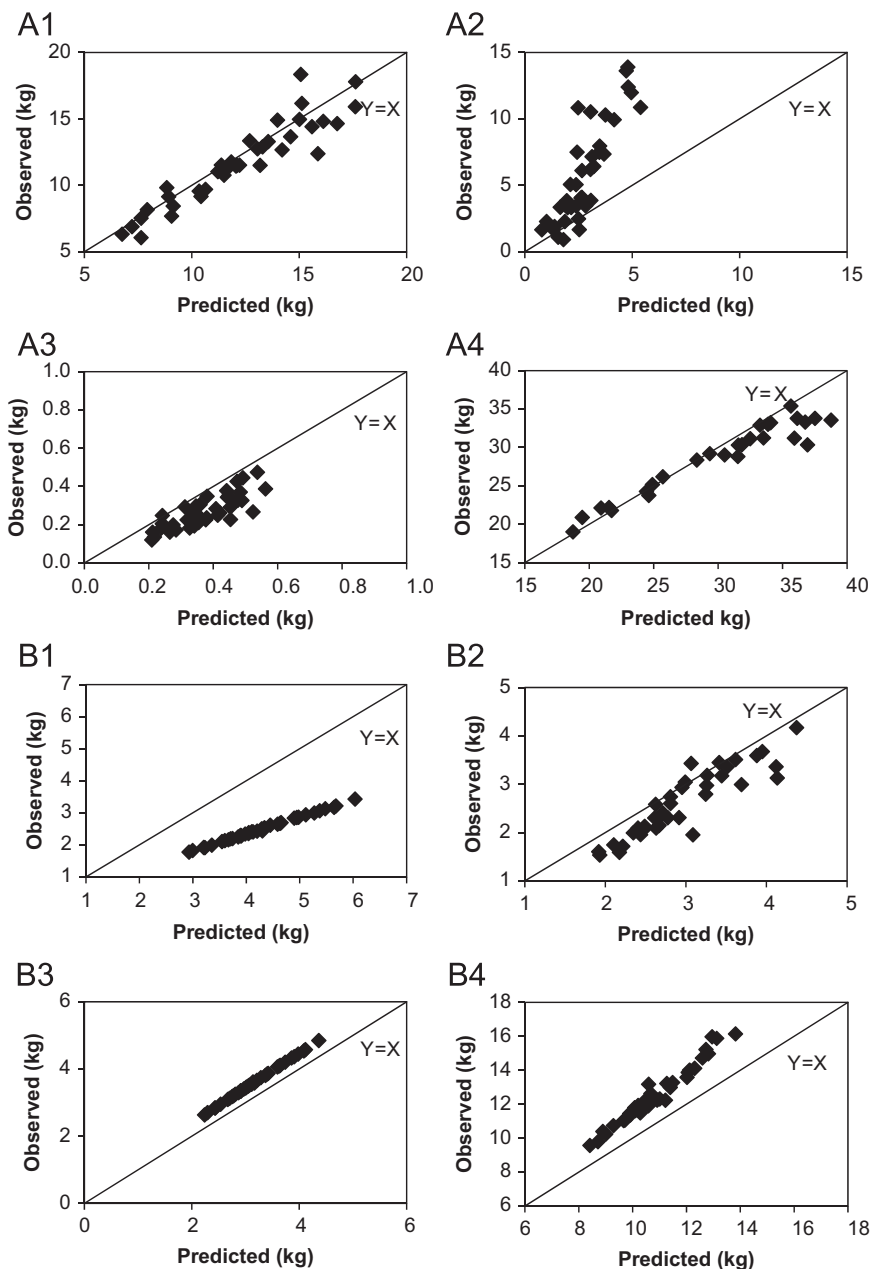 A1
20
15
10
5
5
10
15
20
Y=X
Observed (kg)
Predicted (kg)
A2
15
10
5
0
0
5
10
15
Y=X
Observed (kg)
Predicted (kg)
A3
1.0
0.8
0.6
0.4
0.2
0.0
0.0
0.2
0.4
0.6
0.8
1.0
Y=X
Observed (kg)
Predicted (kg)
A4
40
35
30
25
20
15
15
20
25
30
35
40
Y=X
Observed (kg)
Predicted kg)
B1
7
6
5
4
3
2
1
1
2
3
4
5
6
7
Y=X
Observed (kg)
Predicted (kg)
B2
5
4
3
2
1
1
2
3
4
5
Y=X
Observed (kg)
Predicted (kg)
B3
6
4
2
0
0
2
4
6
Y=X
Observed (kg)
Predicted (kg)
B4
18
16
14
12
10
8
6
6
8
10
12
14
16
18
Y=X
Observed (kg)
Predicted (kg)